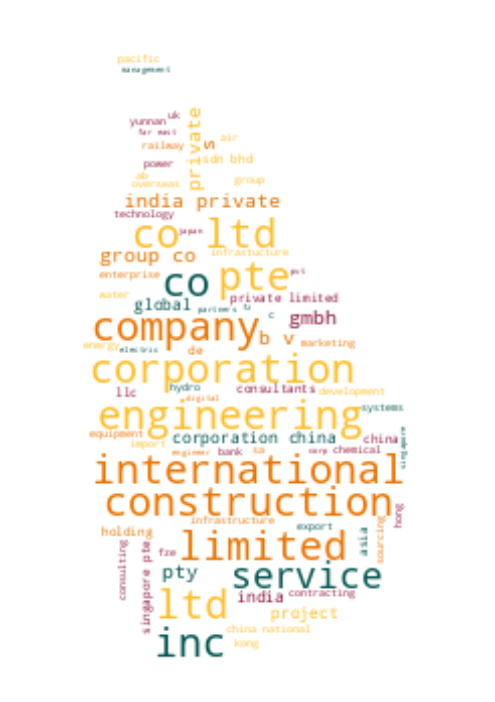 pacific
management
yunnan uk
far east
railway s air
private
power sdn bhd
ab
overseas group
india private
technology
co ltd
japan
group co infrastucture
enterprise
co pte
water
global private limited
partners
c gmbh
company b v marketing
energy electric de
corporation
llc hydro consultants development
digital
engineering systems
equipment corporation china china
import engineer bank sa corp chemical
singapore
international
construction
hong
infrastructure
holding limited export asia sourcing
consulting singapore pte fze
pty service
ltd india contracting
project
inc china national
kong